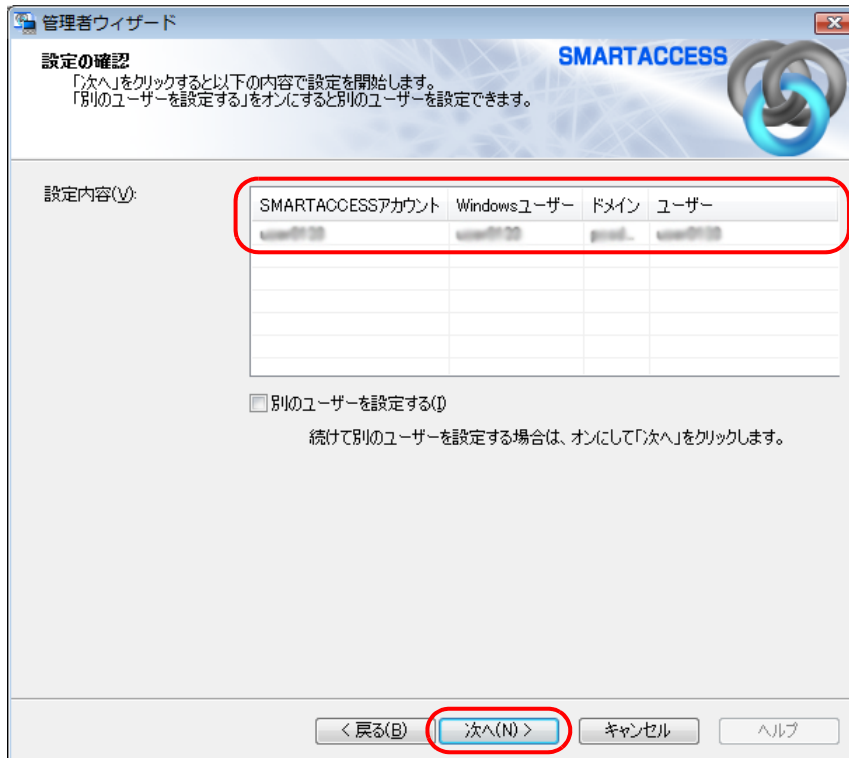 管理者ウィザード
設定の確認
「次へ」をクリックすると以下の内容で設定を開始します。
「別のユーザーを設定する」をオンにすると別のユーザーを設定できます。
SMARTACCESS
設定内容(V):
SMARTACCESSアカウント Windowsユーザー ドメイン ユーザー
別のユーザーを設定する(I)
続けて別のユーザーを設定する場合は、オンにして「次へ」をクリックします。
< 戻る(B) 次へ(N) > キャンセル ヘルプ